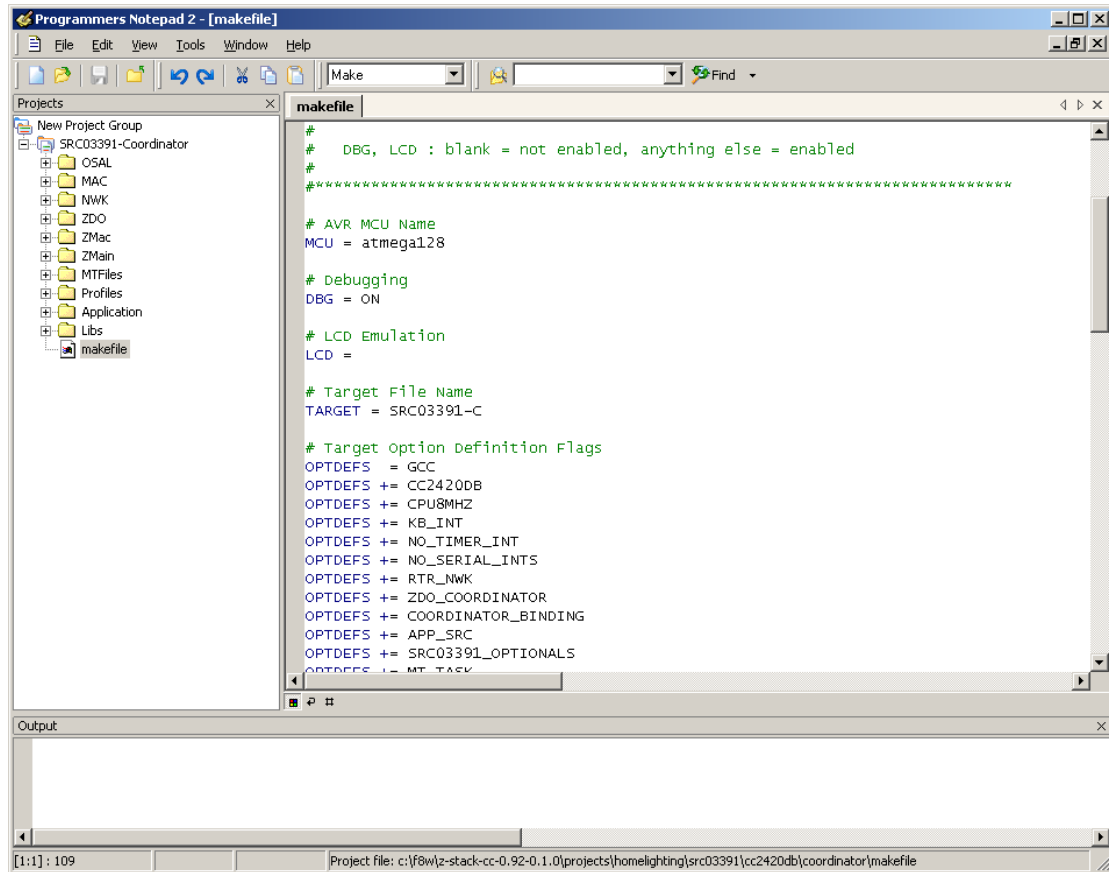 Programmers Notepad 2 - [makefile]
File Edit View Tools Window Help
Make Find
Projects
New Project Group
SRC03391-Coordinator
OSAL
MAC
NWK
ZDO
ZMac
ZMain
MTFiles
Profiles
Application
Libs
makefile
makefile
#
# DBG, LCD : blank = not enabled, anything else = enabled
#
#***************************************************************************
# AVR MCU Name
MCU = atmega128
# Debugging
DBG = ON
# LCD Emulation
LCD =
# Target File Name
TARGET = SRC03391-C
# Target Option Definition Flags
OPTDEFS = GCC
OPTDEFS += CC2420DB
OPTDEFS += CPU8MHZ
OPTDEFS += KB_INT
OPTDEFS += NO_TIMER_INT
OPTDEFS += NO_SERIAL_INTS
OPTDEFS += RTR_NWK
OPTDEFS += ZDO_COORDINATOR
OPTDEFS += COORDINATOR_BINDING
OPTDEFS += APP_SRC
OPTDEFS += SRC03391_OPTIONALS
OPTDEFS += MT_TASK
Output
[1:1] : 109
Project file: c:\f8w\z-stack-cc-0.92-0.1.0\projects\homelighting\src03391\cc2420db\coordinator\makefile